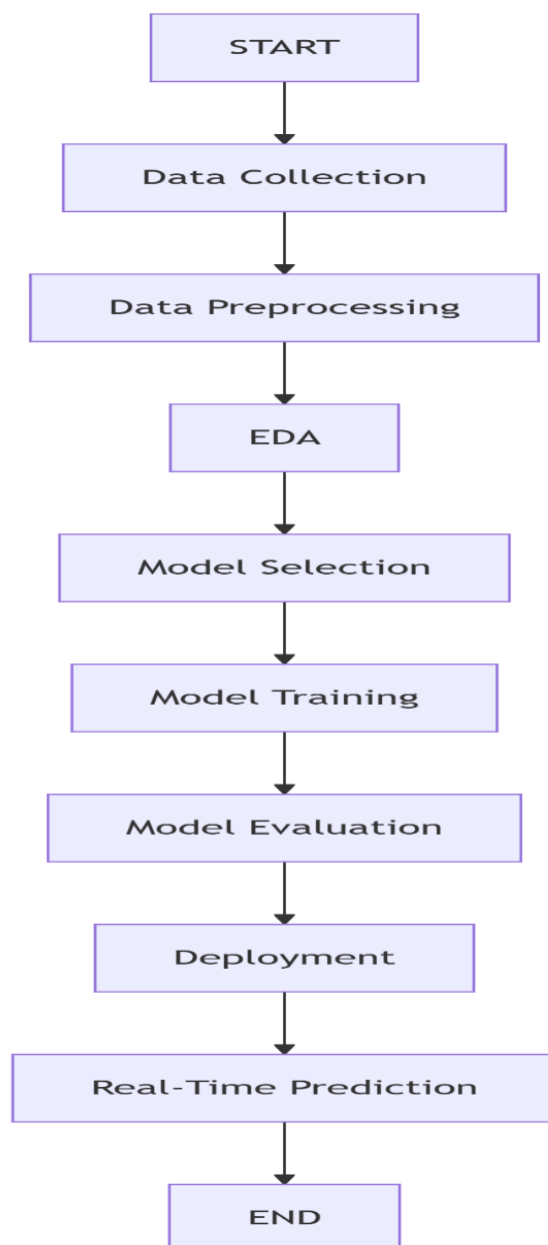 START
Data Collection
Data Preprocessing
EDA
Model Selection
Model Training
Model Evaluation
Deployment
Real-Time Prediction
END